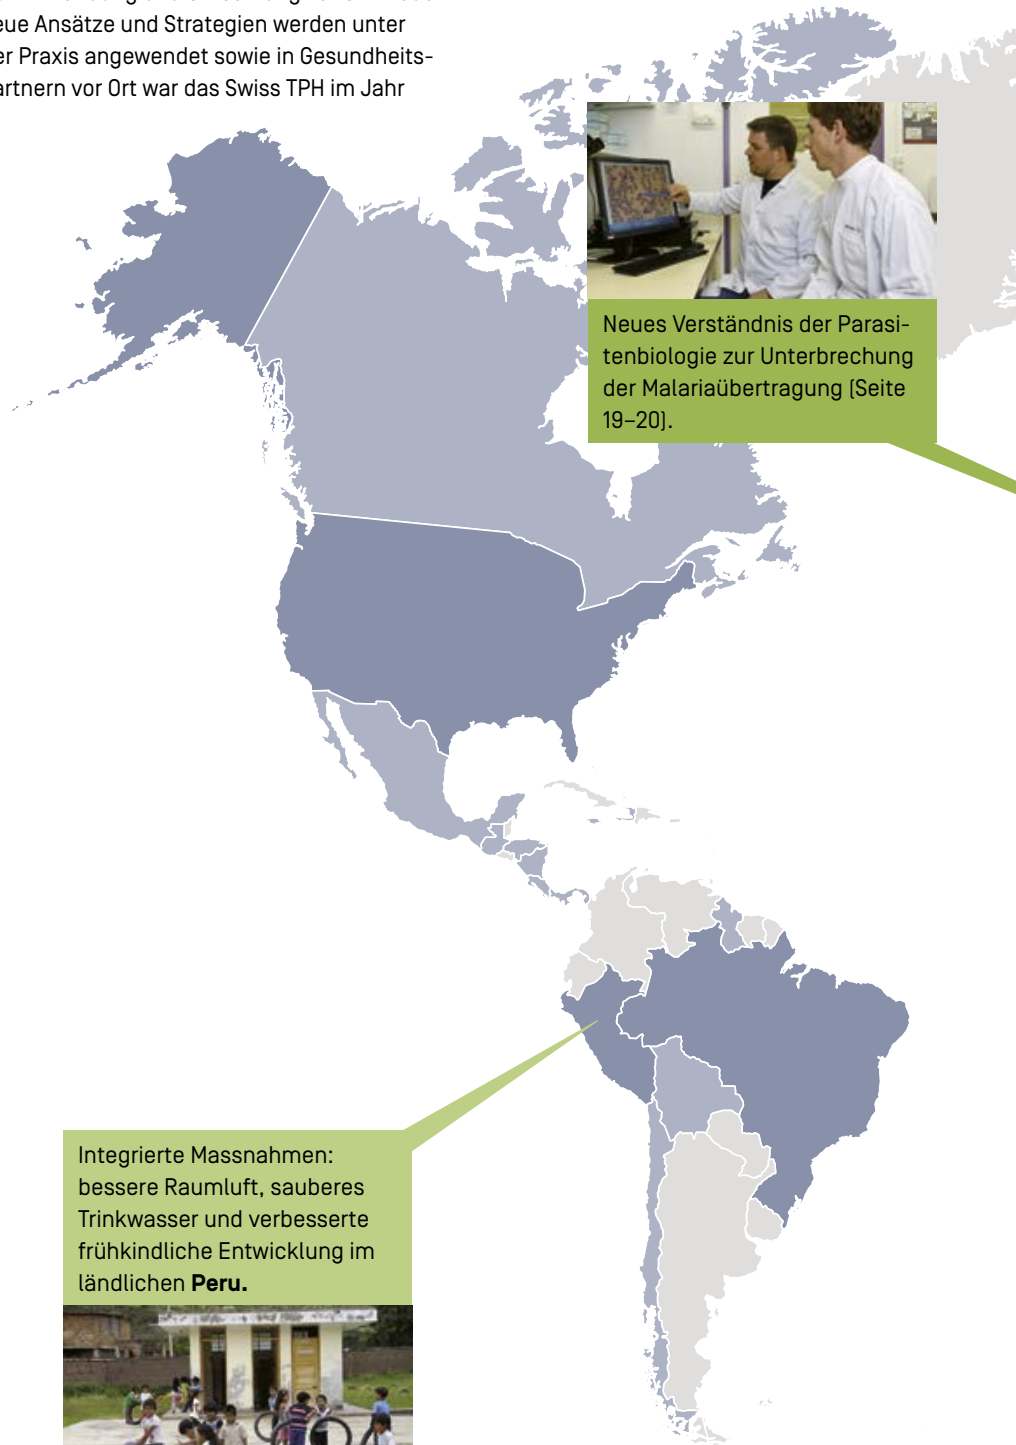 eue Ansätze und Strategien werden unter
er Praxis angewendet sowie in Gesundheits-
artnern vor Ort war das Swiss TPH im Jahr
Neues Verständnis der Parasi-
tenbiologie zur Unterbrechung
der Malariaübertragung (Seite
19–20).
Integrierte Massnahmen:
bessere Raumluft, sauberes
Trinkwasser und verbesserte
frühkindliche Entwicklung im
ländlichen Peru.